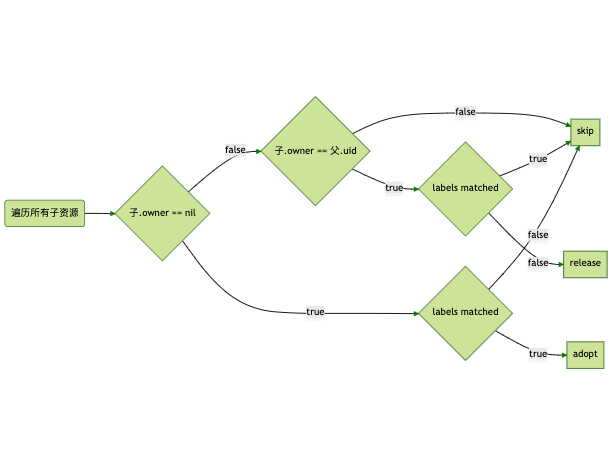 遍历所有子资源
子.owner == nil
false
true
子.owner == 父.uid
false
true
labels matched
true
false
labels matched
false
true
skip
release
adopt